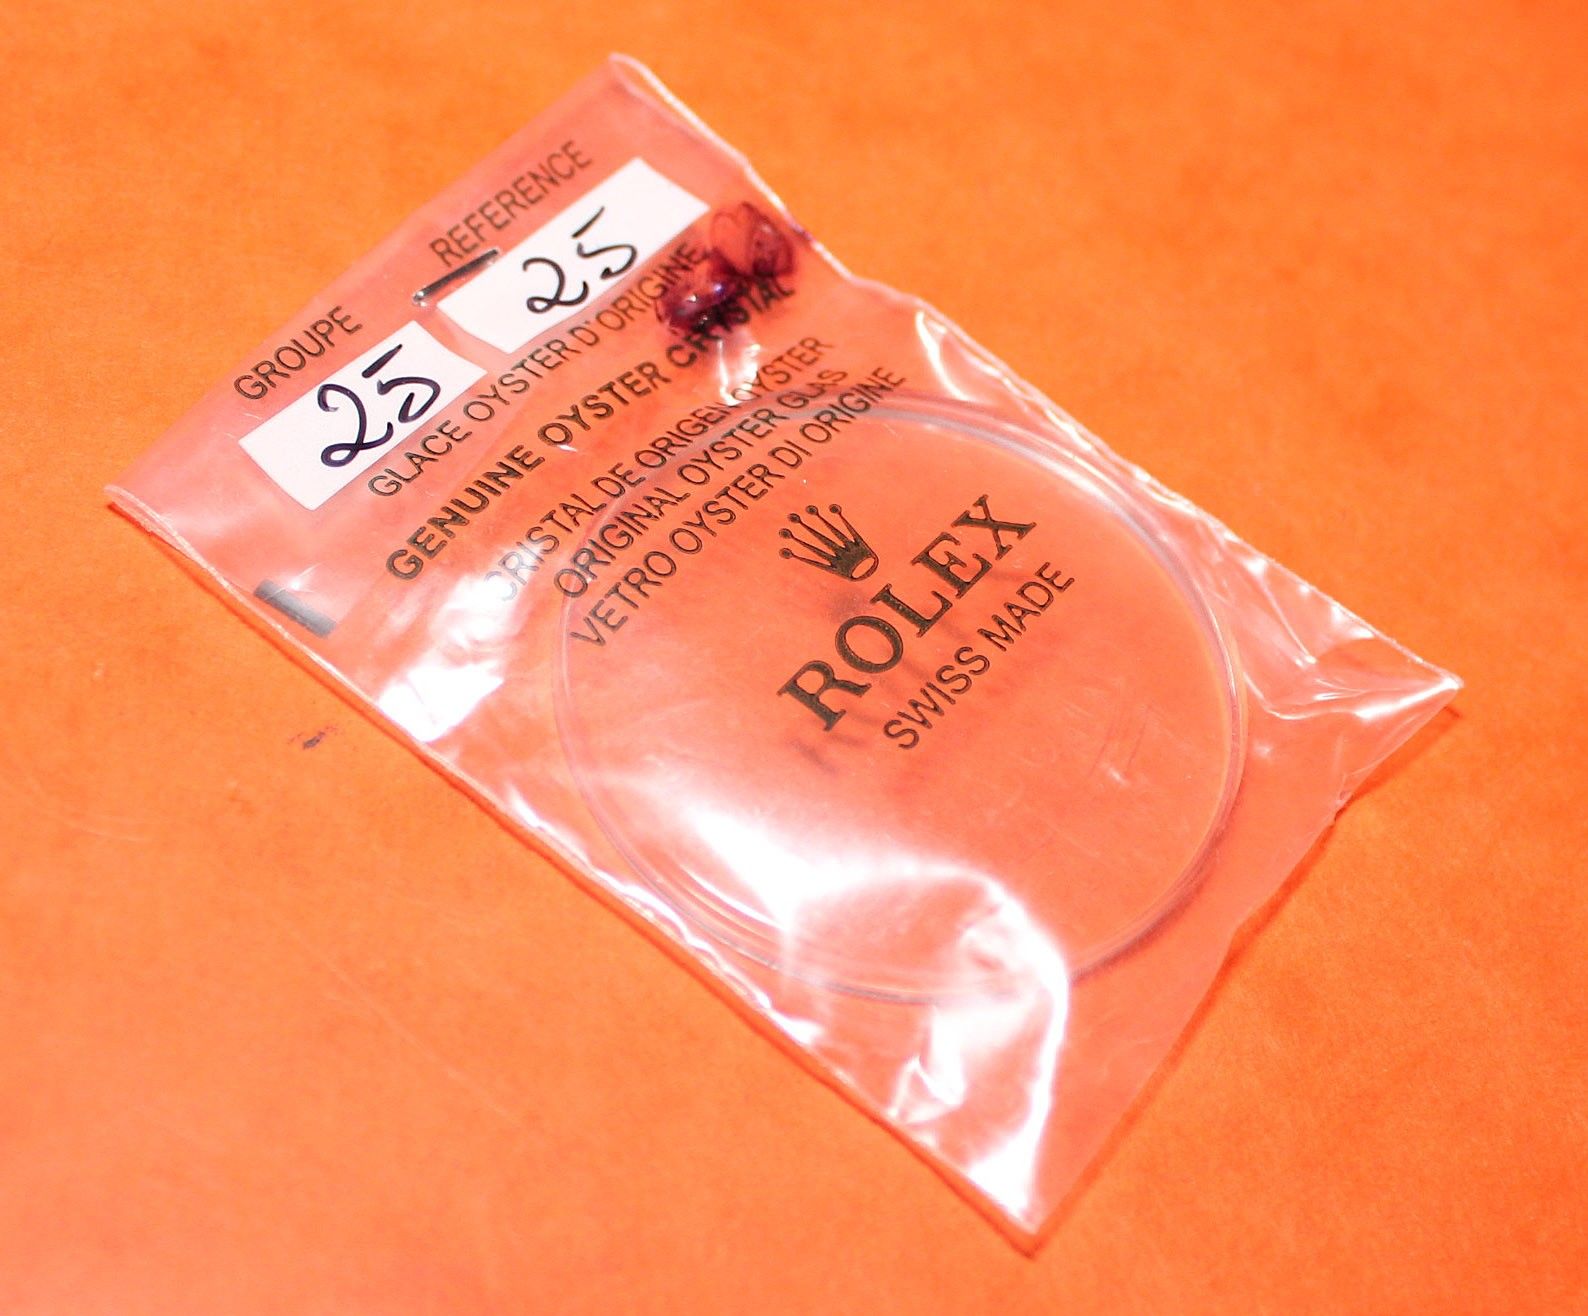 GROUPE REFERENCE
25 25
GLACE OYSTER D'ORIGINE
GENUINE OYSTER CRISTAL
CRISTAL DE ORIGEN OYSTER
ORIGINAL OYSTER GLAS
VETRO OYSTER DI ORIGINE
ROLEX
SWISS MADE